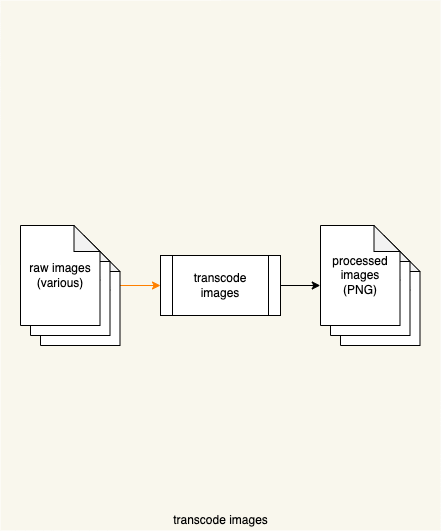 raw images
(various)
transcode
images
processed
images
(PNG)
transcode images